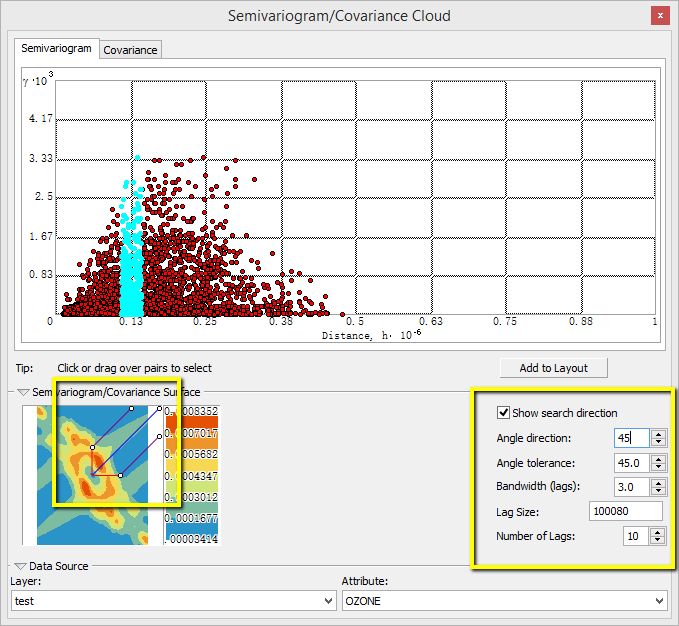 Semivariogram/Covariance Cloud
x
Semivariogram
Covariance
γ·10³
4.17
3.33
2.5
1.67
0.83
0 0.13 0.25 0.38 0.5 0.63 0.75 0.88 1
Distance, h·10⁻⁶
Tip: Click or drag over pairs to select
Add to Layout
Semivariogram/Covariance Surface
0.0008352
0.0007017
0.0005682
0.0004347
0.0003012
0.0001677
0.00003414
Show search direction
Angle direction: 45
Angle tolerance: 45.0
Bandwidth (lags): 3.0
Lag Size: 100080
Number of Lags: 10
Data Source
Layer: Attribute:
test OZONE